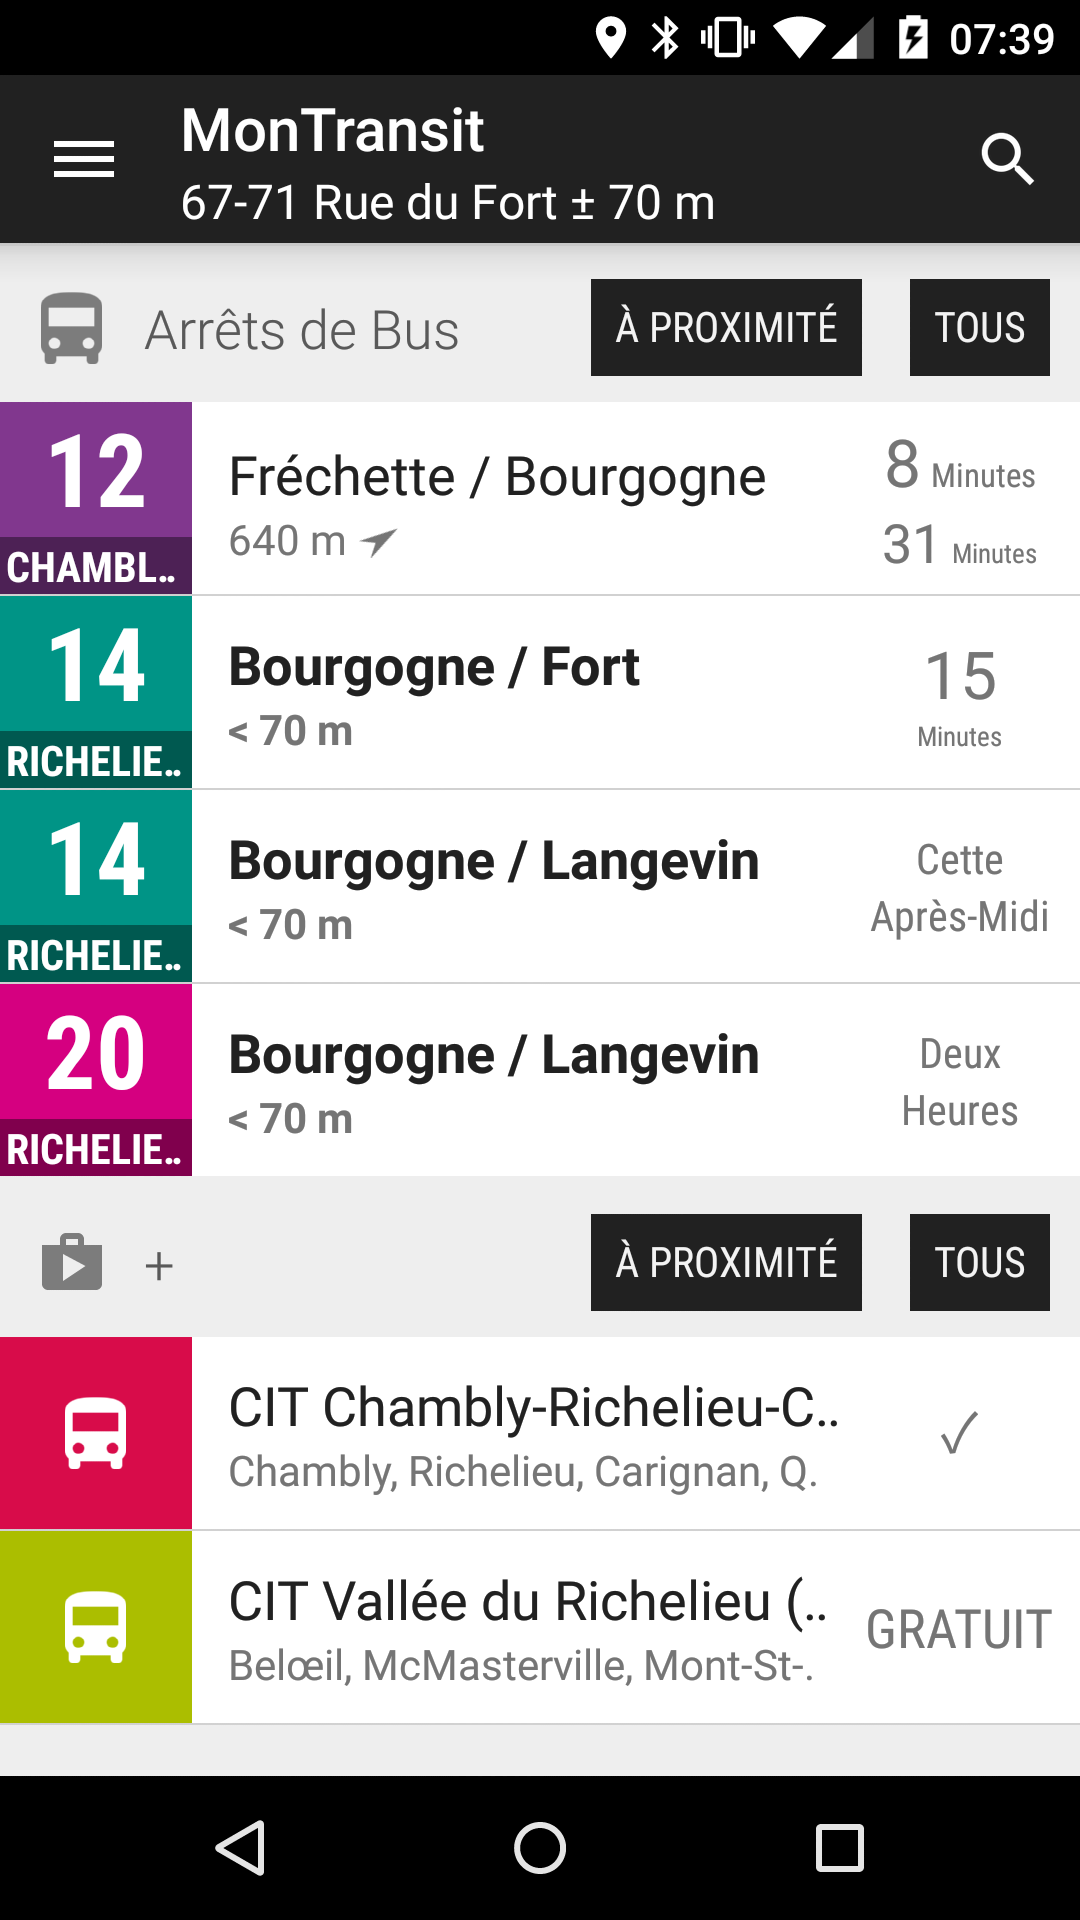 07:39
MonTransit
67-71 Rue du Fort ± 70 m
Arrêts de Bus
À PROXIMITÉ
TOUS
12
CHAMBL..
Fréchette / Bourgogne
640 m
8 Minutes
31 Minutes
14
RICHELIE..
Bourgogne / Fort
< 70 m
15
Minutes
14
RICHELIE..
Bourgogne / Langevin
< 70 m
Cette
Après-Midi
20
RICHELIE..
Bourgogne / Langevin
< 70 m
Deux
Heures
+
À PROXIMITÉ
TOUS
CIT Chambly-Richelieu-C..
Chambly, Richelieu, Carignan, Q.
✓
CIT Vallée du Richelieu (..
Belœil, McMasterville, Mont-St-.
GRATUIT